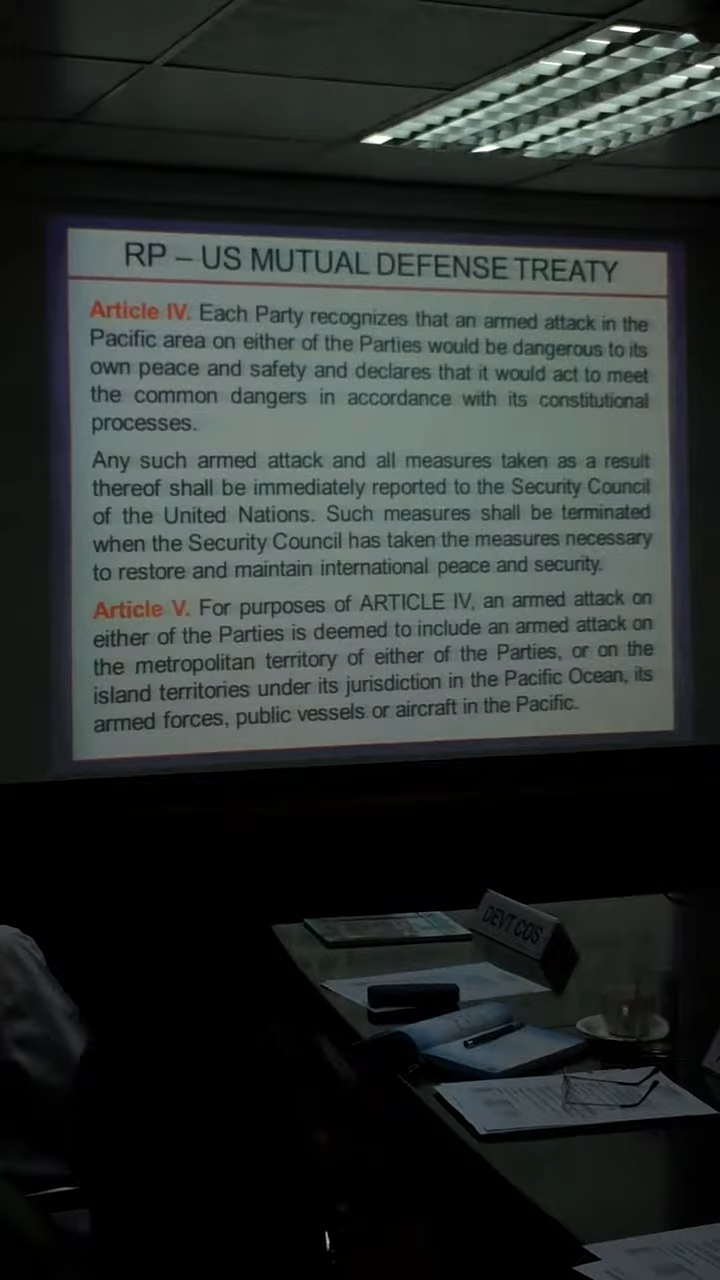 RP – US MUTUAL DEFENSE TREATY
Article IV. Each Party recognizes that an armed attack in the
Pacific area on either of the Parties would be dangerous to its
own peace and safety and declares that it would act to meet
the common dangers in accordance with its constitutional
processes.
Any such armed attack and all measures taken as a result
thereof shall be immediately reported to the Security Council
of the United Nations. Such measures shall be terminated
when the Security Council has taken the measures necessary
to restore and maintain international peace and security.
Article V. For purposes of ARTICLE IV, an armed attack on
either of the Parties is deemed to include an armed attack on
the metropolitan territory of either of the Parties, or on the
island territories under its jurisdiction in the Pacific Ocean, its
armed forces, public vessels or aircraft in the Pacific.
DEVT COS